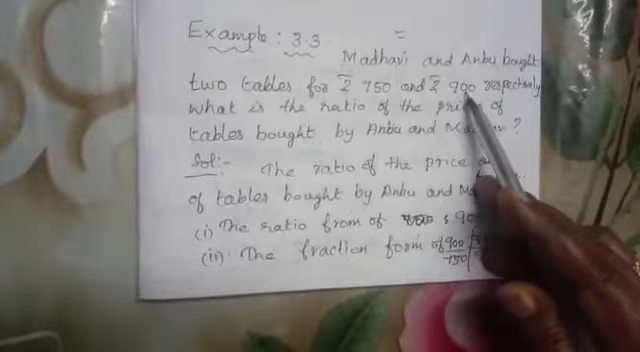 Example : 3.3 =
Madhavi and Anbu bought
two tables for ₹ 750 and ₹ 900 respectively
what is the ratio of the price of
tables bought by Anbu and ?
Sol:- The ratio of the price
of tables bought by Anbu and
(i) The ratio from of :
(ii) The fraction form of 900/750